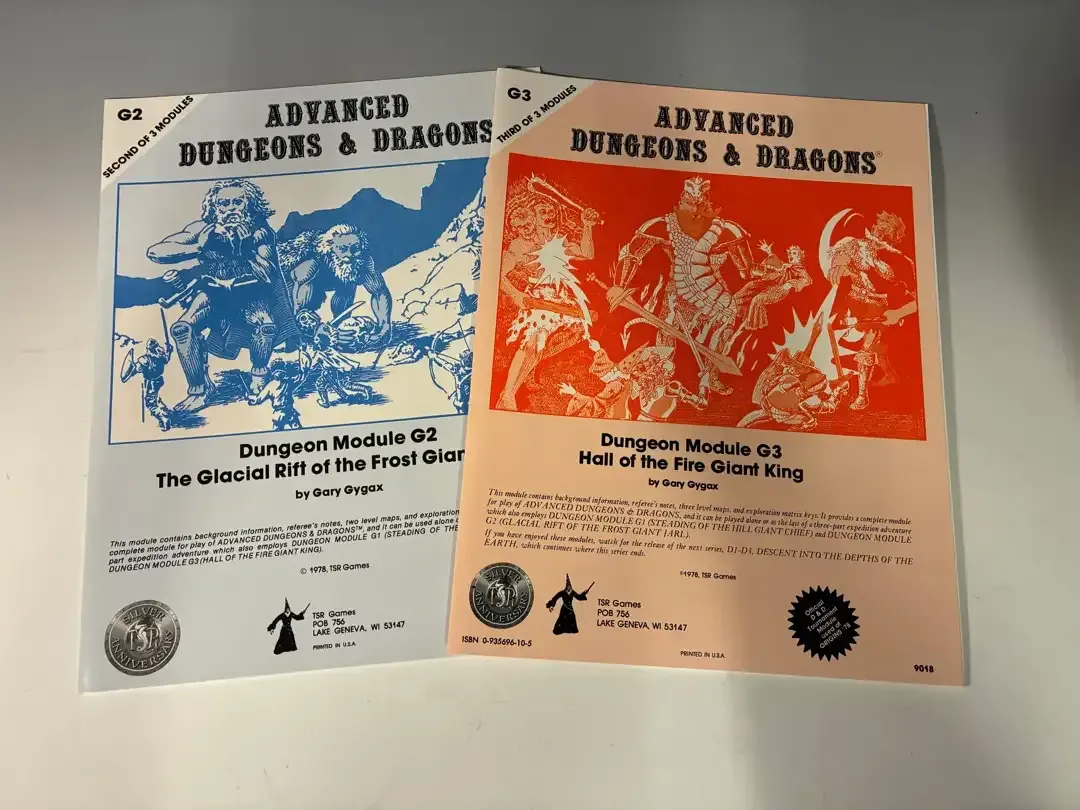 G2
SECOND OF 3 MODULES
ADVANCED
DUNGEONS & DRAGONS
Dungeon Module G2
The Glacial Rift of the Frost Gian
by Gary Gygax
This module contains background information, referee's notes, two level maps, and exploration
complete module for play of ADVANCED DUNGEONS & DRAGONS™, and it can be used alone
part expedition adventure which also employs DUNGEON MODULE G1 (STEADING OF THE
DUNGEON MODULE G3 (HALL OF THE FIRE GIANT KING).
© 1978, TSR Games
SILVER
TSR
ANNIVERSARY
TSR Games
POB 756
LAKE GENEVA, WI 53147
PRINTED IN U.S.A.
G3
THIRD OF 3 MODULES
ADVANCED
DUNGEONS & DRAGONS®
Dungeon Module G3
Hall of the Fire Giant King
by Gary Gygax
This module contains background information, referee's notes, three level maps, and exploration matrix keys. It provides a complete module
for play of ADVANCED DUNGEONS & DRAGONS, and it can be played alone or as the last of a three-part expedition adventure
which also employs DUNGEON MODULE G1 (STEADING OF THE HILL GIANT CHIEF) and DUNGEON MODULE
G2 (GLACIAL RIFT OF THE FROST GIANT JARL).
If you have enjoyed these modules, watch for the release of the next series, D1-D3, DESCENT INTO THE DEPTHS OF THE
EARTH, which continues where this series ends.
©1978, TSR Games
SILVER
TSR
ANNIVERSARY
TSR Games
POB 756
LAKE GENEVA, WI 53147
ISBN 0-935696-10-5
PRINTED IN U.S.A.
Official
D & D
Tournament
Module
used at
ORIGINS '78
9018